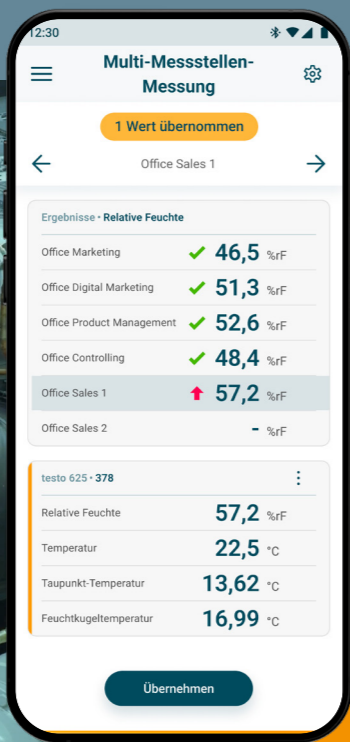 12:30
Multi-Messstellen-
Messung
1 Wert übernommen
Office Sales 1
Ergebnisse • Relative Feuchte
Office Marketing 46,5 %rF
Office Digital Marketing 51,3 %rF
Office Product Management 52,6 %rF
Office Controlling 48,4 %rF
Office Sales 1 57,2 %rF
Office Sales 2 - %rF
testo 625 • 378
Relative Feuchte 57,2 %rF
Temperatur 22,5 °C
Taupunkt-Temperatur 13,62 °C
Feuchtkugeltemperatur 16,99 °C
Übernehmen